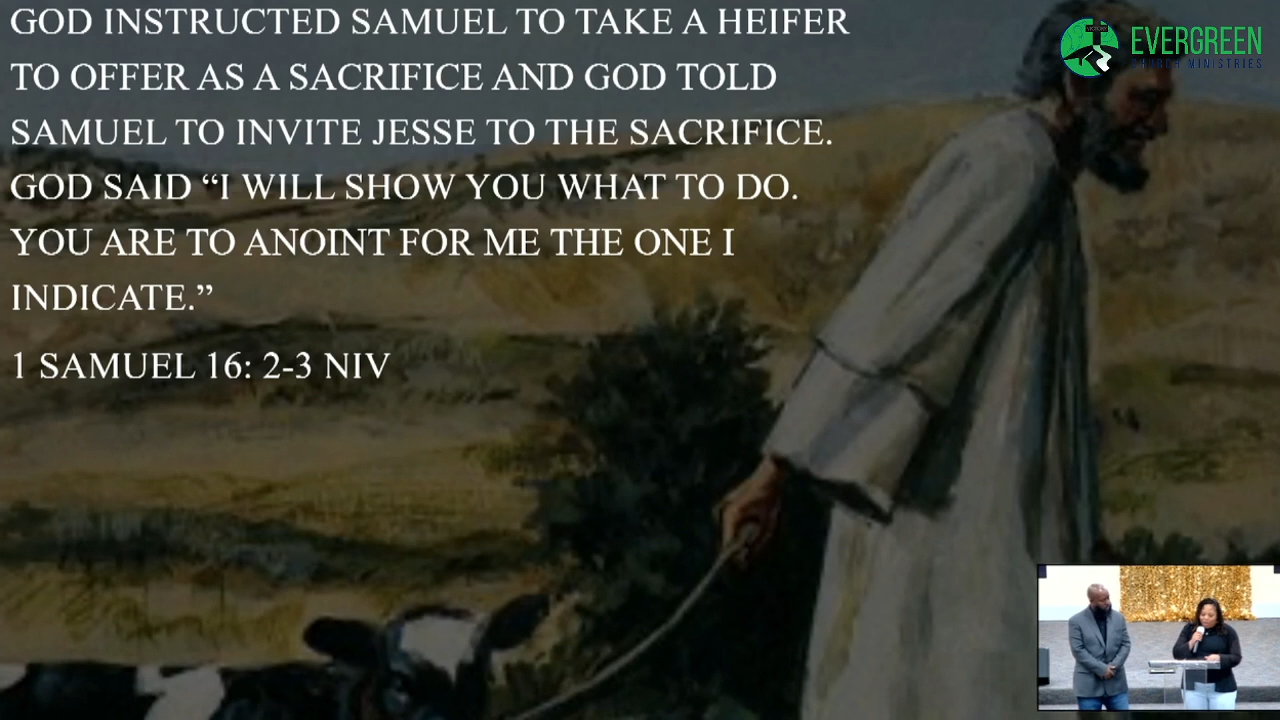 GOD INSTRUCTED SAMUEL TO TAKE A HEIFER
TO OFFER AS A SACRIFICE AND GOD TOLD
SAMUEL TO INVITE JESSE TO THE SACRIFICE.
GOD SAID “I WILL SHOW YOU WHAT TO DO.
YOU ARE TO ANOINT FOR ME THE ONE I
INDICATE.”
1 SAMUEL 16: 2-3 NIV
EVERGREEN
CHURCH MINISTRIES